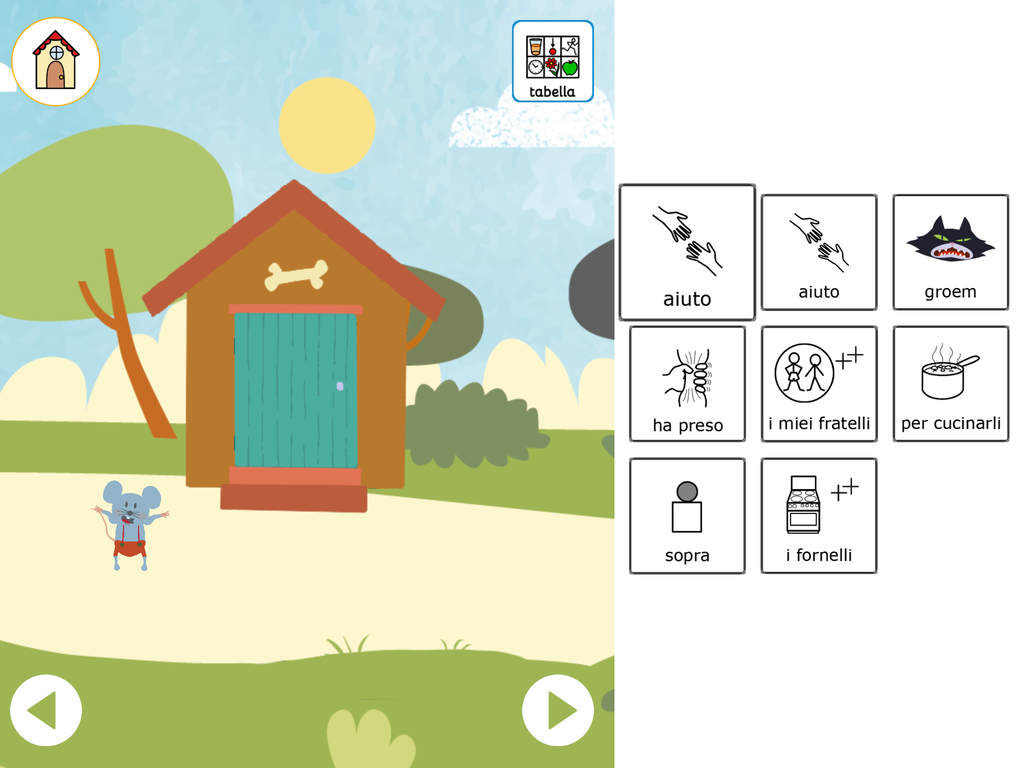 tabella
aiuto
aiuto
groem
ha preso
i miei fratelli
per cucinarli
sopra
i fornelli